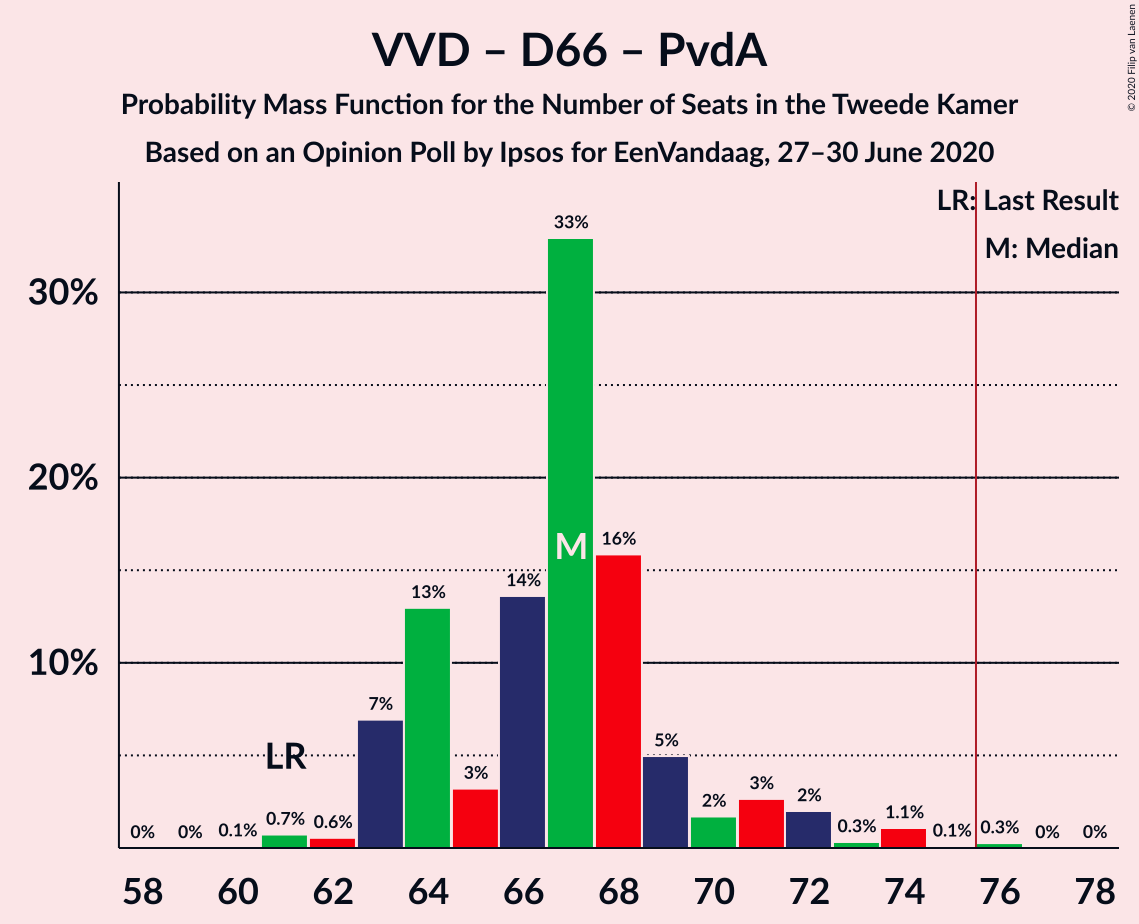 VVD – D66 – PvdA
Probability Mass Function for the Number of Seats in the Tweede Kamer
Based on an Opinion Poll by Ipsos for EenVandaag, 27–30 June 2020
© 2020 Filip van Laenen
LR: Last Result
M: Median
33%
30%
20%
16%
M
14%
13%
10%
7%
LR
5%
3%
3%
2%
2%
1.1%
0% 0% 0.1% 0.7% 0.6% 0.3% 0.1% 0.3% 0% 0%
58 60 62 64 66 68 70 72 74 76 78